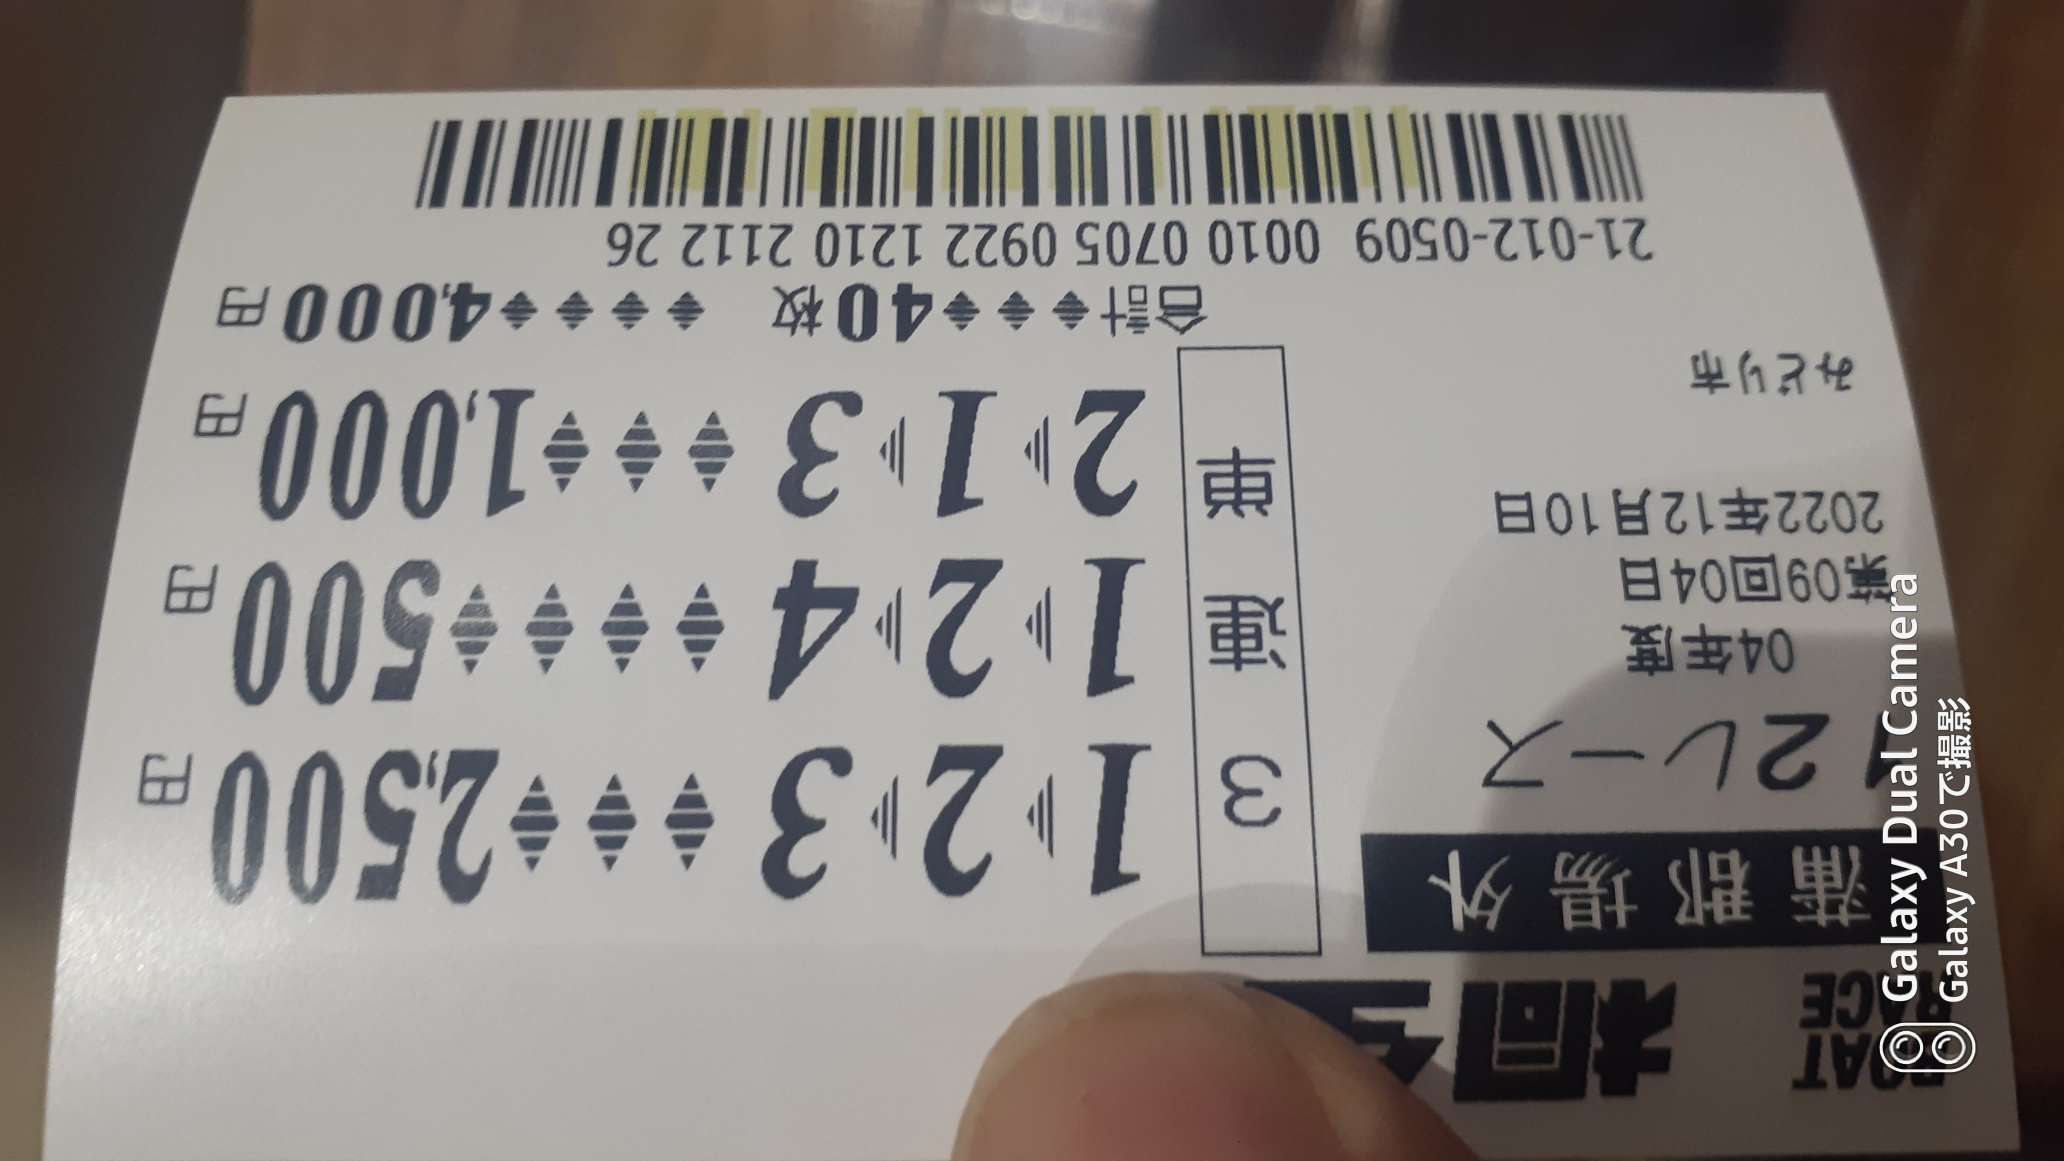 BOAT
RACE
桐生
蒲郡場外
12レース
04年度
第09回04日
2022年12月10日
みどり市
3連単
1 2 3 2,500円
1 2 4 500円
2 1 3 1,000円
合計 40枚 4,000円
21-012-0509 0010 0705 0922 1210 2112 26
Galaxy Dual Camera
Galaxy A30で撮影